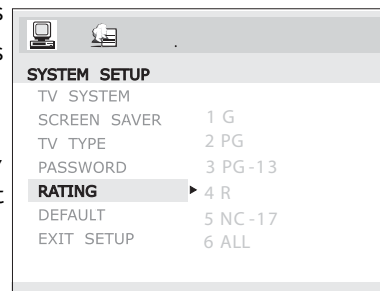 s
s
SYSTEM SETUP
TV SYSTEM
SCREEN SAVER
TV TYPE
PASSWORD
RATING
DEFAULT
EXIT SETUP
1 G
2 PG
3 PG-13
4 R
5 NC-17
6 ALL
t